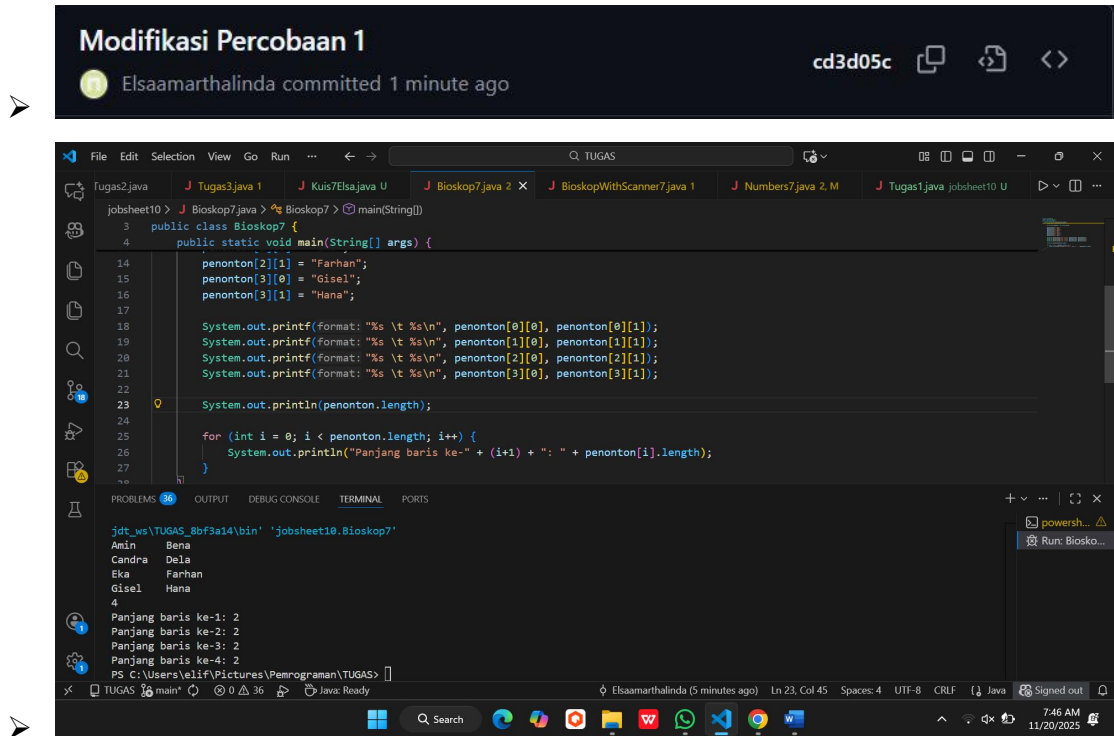 Modifikasi Percobaan 1
Elsaamarthalinda committed 1 minute ago
cd3d05c
File Edit Selection View Go Run ··· TUGAS
Tugas2.java J Tugas3.java 1 J Kuis7Elsa.java U J Bioskop7.java 2 J BioskopWithScanner7.java 1 J Numbers7.java 2, M J Tugas1.java jobsheet10 U
jobsheet10 > J Bioskop7.java > Bioskop7 > main(String[])
3 public class Bioskop7 {
4 public static void main(String[] args) {
14 penonton[2][1] = "Farhan";
15 penonton[3][0] = "Gisel";
16 penonton[3][1] = "Hana";
17
18 System.out.printf(format: "%s \t %s\n", penonton[0][0], penonton[0][1]);
19 System.out.printf(format: "%s \t %s\n", penonton[1][0], penonton[1][1]);
20 System.out.printf(format: "%s \t %s\n", penonton[2][0], penonton[2][1]);
21 System.out.printf(format: "%s \t %s\n", penonton[3][0], penonton[3][1]);
22
23 System.out.println(penonton.length);
24
25 for (int i = 0; i < penonton.length; i++) {
26 System.out.println("Panjang baris ke-" + (i+1) + ": " + penonton[i].length);
27 }
28 }
18
PROBLEMS 36 OUTPUT DEBUG CONSOLE TERMINAL PORTS
jdt_ws\TUGAS_8bf3a14\bin' 'jobsheet10.Bioskop7'
Amin Bena
Candra Dela
Eka Farhan
Gisel Hana
4
Panjang baris ke-1: 2
Panjang baris ke-2: 2
Panjang baris ke-3: 2
Panjang baris ke-4: 2
PS C:\Users\elif\Pictures\Pemrograman\TUGAS>
powersh...
Run: Biosko...
1
1
TUGAS main* 0 36 Java: Ready Elsaamarthalinda (5 minutes ago) Ln 23, Col 45 Spaces: 4 UTF-8 CRLF { } Java Signed out
Search
7:46 AM
11/20/2025